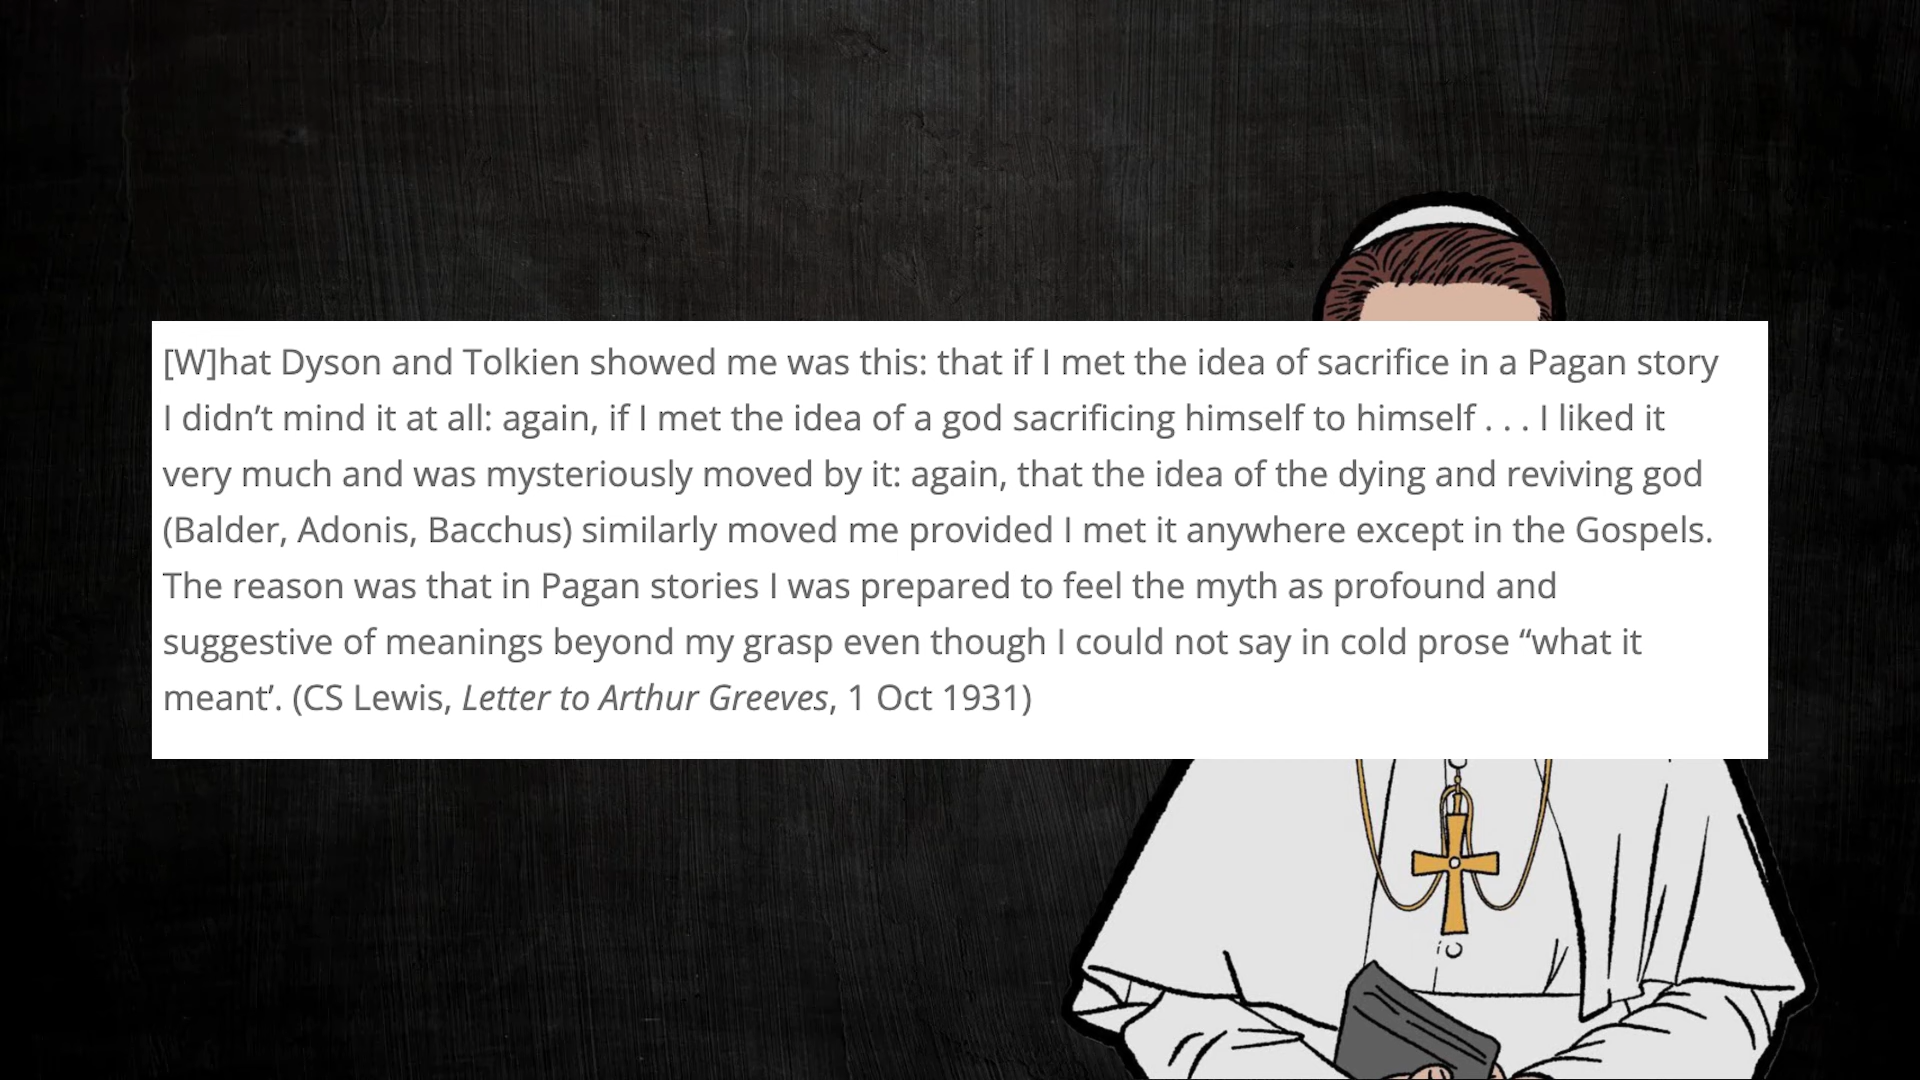 [W]hat Dyson and Tolkien showed me was this: that if I met the idea of sacrifice in a Pagan story
I didn’t mind it at all: again, if I met the idea of a god sacrificing himself to himself . . . I liked it
very much and was mysteriously moved by it: again, that the idea of the dying and reviving god
(Balder, Adonis, Bacchus) similarly moved me provided I met it anywhere except in the Gospels.
The reason was that in Pagan stories I was prepared to feel the myth as profound and
suggestive of meanings beyond my grasp even though I could not say in cold prose “what it
meant’. (CS Lewis, Letter to Arthur Greeves, 1 Oct 1931)